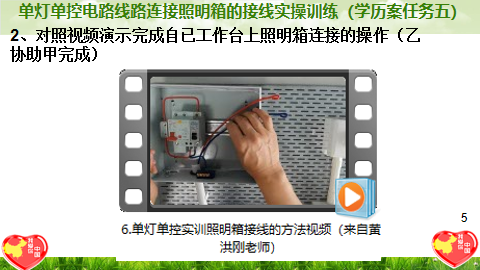 单灯单控电路线路连接照明箱的接线实操训练（学历案任务五）
2、对照视频演示完成自己工作台上照明箱连接的操作（乙
协助甲完成）
6.单灯单控实训照明箱接线的方法视频（来自黄
洪刚老师）
5